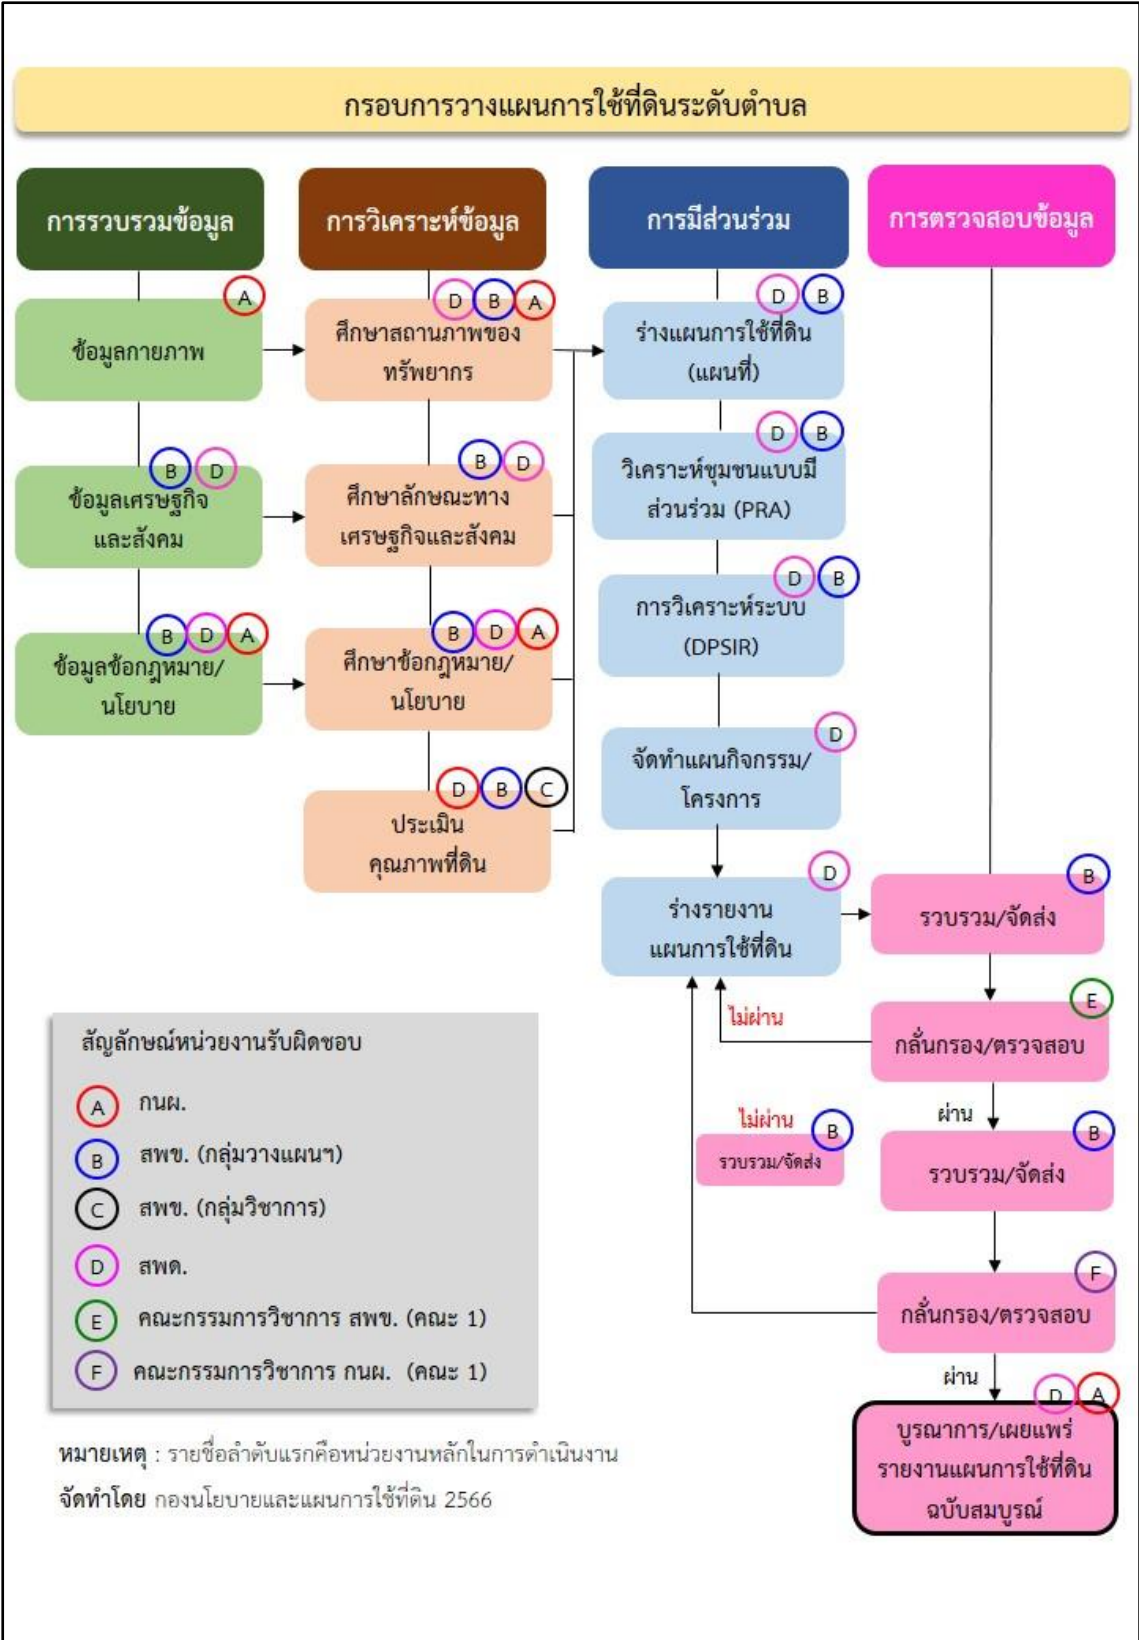 กรอบการวางแผนการใช้ที่ดินระดับตำบล
การรวบรวมข้อมูล
A
ข้อมูลกายภาพ
B D
ข้อมูลเศรษฐกิจ
และสังคม
B D A
ข้อมูลข้อกฎหมาย/
นโยบาย
การวิเคราะห์ข้อมูล
D B A
ศึกษาสถานภาพของ
ทรัพยากร
B D
ศึกษาลักษณะทาง
เศรษฐกิจและสังคม
B D A
ศึกษาข้อกฎหมาย/
นโยบาย
D B C
ประเมิน
คุณภาพที่ดิน
การมีส่วนร่วม
D B
ร่างแผนการใช้ที่ดิน
(แผนที่)
D B
วิเคราะห์ชุมชนแบบมี
ส่วนร่วม (PRA)
D B
การวิเคราะห์ระบบ
(DPSIR)
D
จัดทำแผนกิจกรรม/
โครงการ
D
ร่างรายงาน
แผนการใช้ที่ดิน
การตรวจสอบข้อมูล
B
รวบรวม/จัดส่ง
E
กลั่นกรอง/ตรวจสอบ
ไม่ผ่าน
ผ่าน
B
รวบรวม/จัดส่ง
ไม่ผ่าน
B
รวบรวม/จัดส่ง
F
กลั่นกรอง/ตรวจสอบ
ผ่าน
D A
บูรณาการ/เผยแพร่
รายงานแผนการใช้ที่ดิน
ฉบับสมบูรณ์
สัญลักษณ์หน่วยงานรับผิดชอบ
A กนผ.
B สพข. (กลุ่มวางแผนฯ)
C สพข. (กลุ่มวิชาการ)
D สพด.
E คณะกรรมการวิชาการ สพข. (คณะ 1)
F คณะกรรมการวิชาการ กนผ. (คณะ 1)
หมายเหตุ : รายชื่อลำดับแรกคือหน่วยงานหลักในการดำเนินงาน
จัดทำโดย กองนโยบายและแผนการใช้ที่ดิน 2566